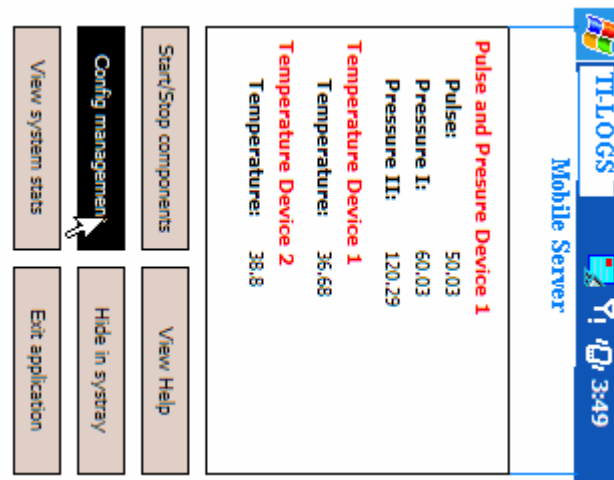 TI-LOGS 3:49
Mobile Server
Pulse and Presure Device 1
Pulse: 50.03
Pressure I: 60.03
Pressure II: 120.29
Temperature Device 1
Temperature: 36.68
Temperature Device 2
Temperature: 38.8
Start/Stop components View Help
Config management Hide in systray
View system stats Exit application